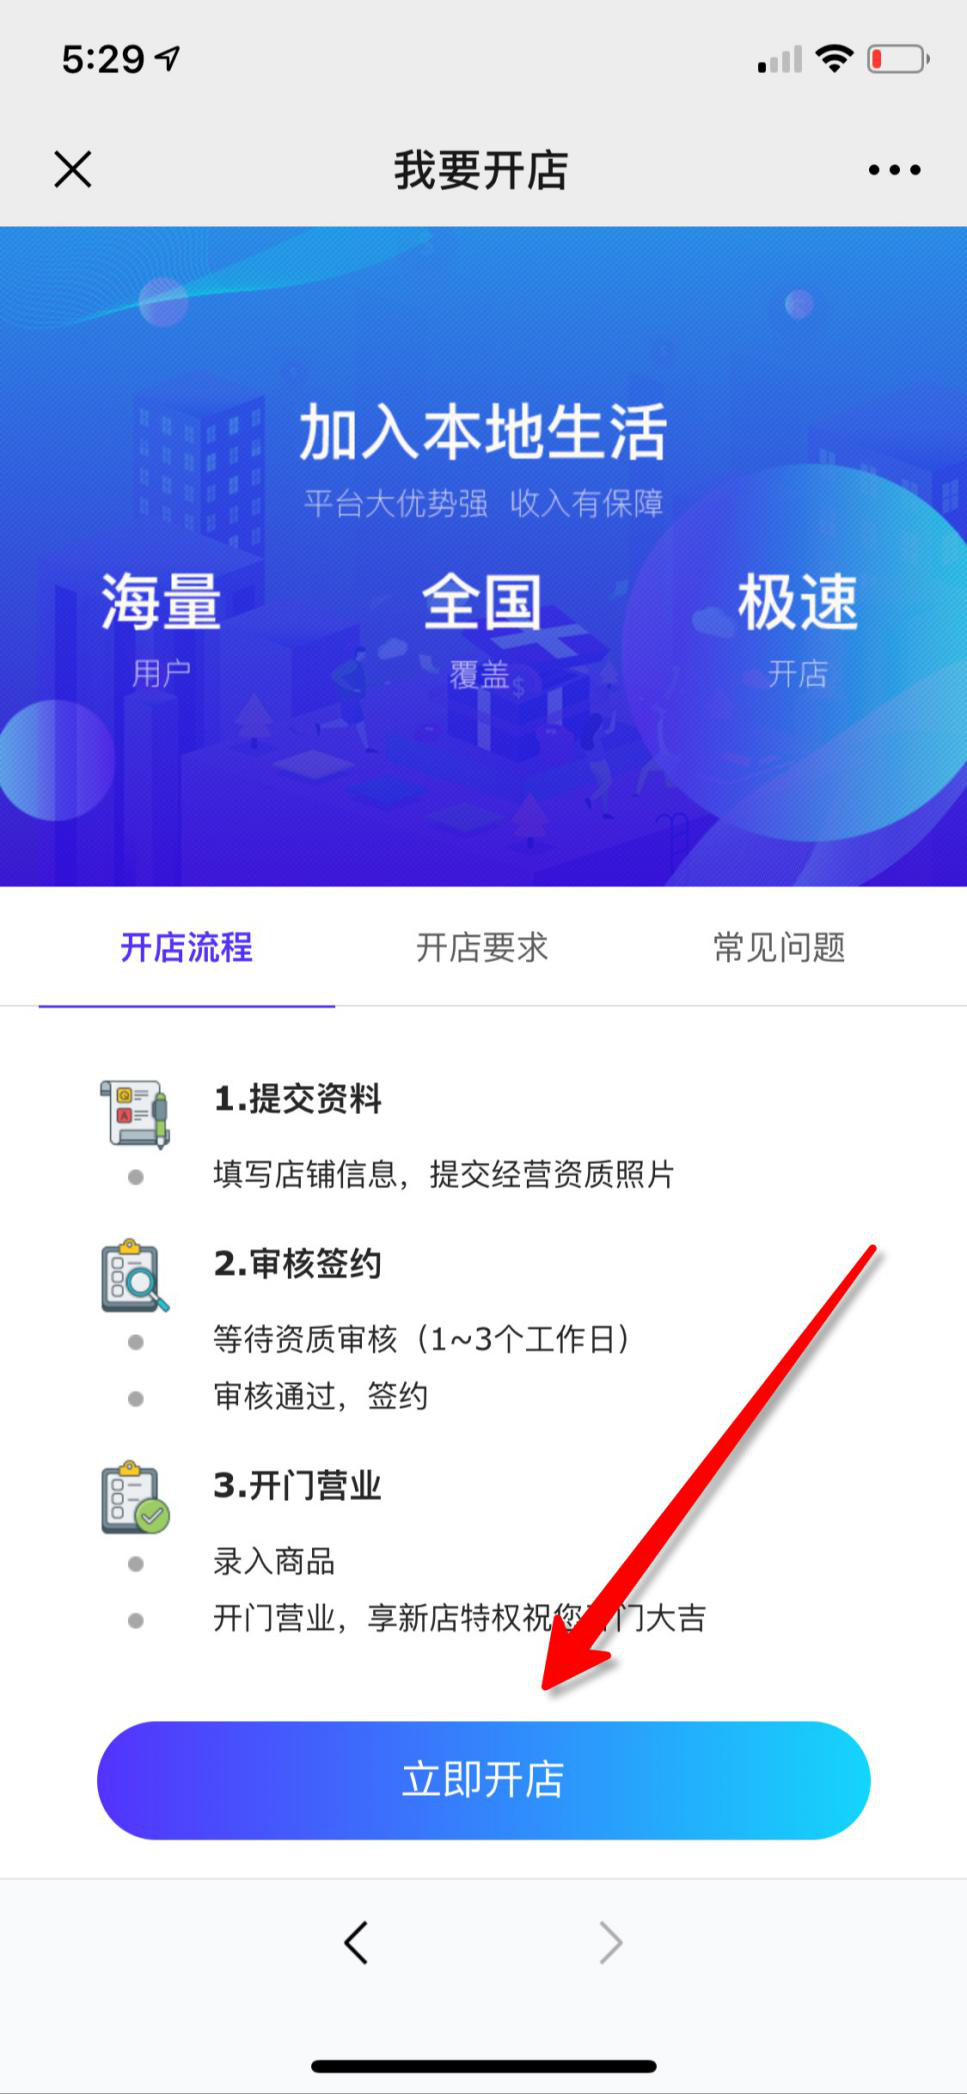 5:29
我要开店
加入本地生活
平台大优势强 收入有保障
海量 全国 极速
用户 覆盖 开店
开店流程 开店要求 常见问题
1.提交资料
填写店铺信息，提交经营资质照片
2.审核签约
等待资质审核（1~3个工作日）
审核通过，签约
3.开门营业
录入商品
开门营业，享新店特权祝您开门大吉
立即开店